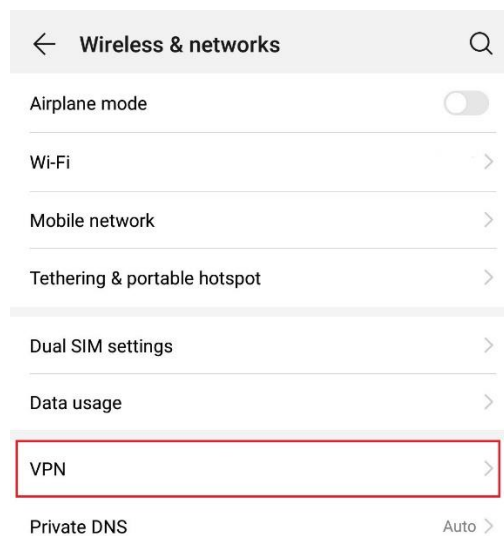 Wireless & networks
Airplane mode
Wi-Fi
Mobile network
Tethering & portable hotspot
Dual SIM settings
Data usage
VPN
Private DNS Auto